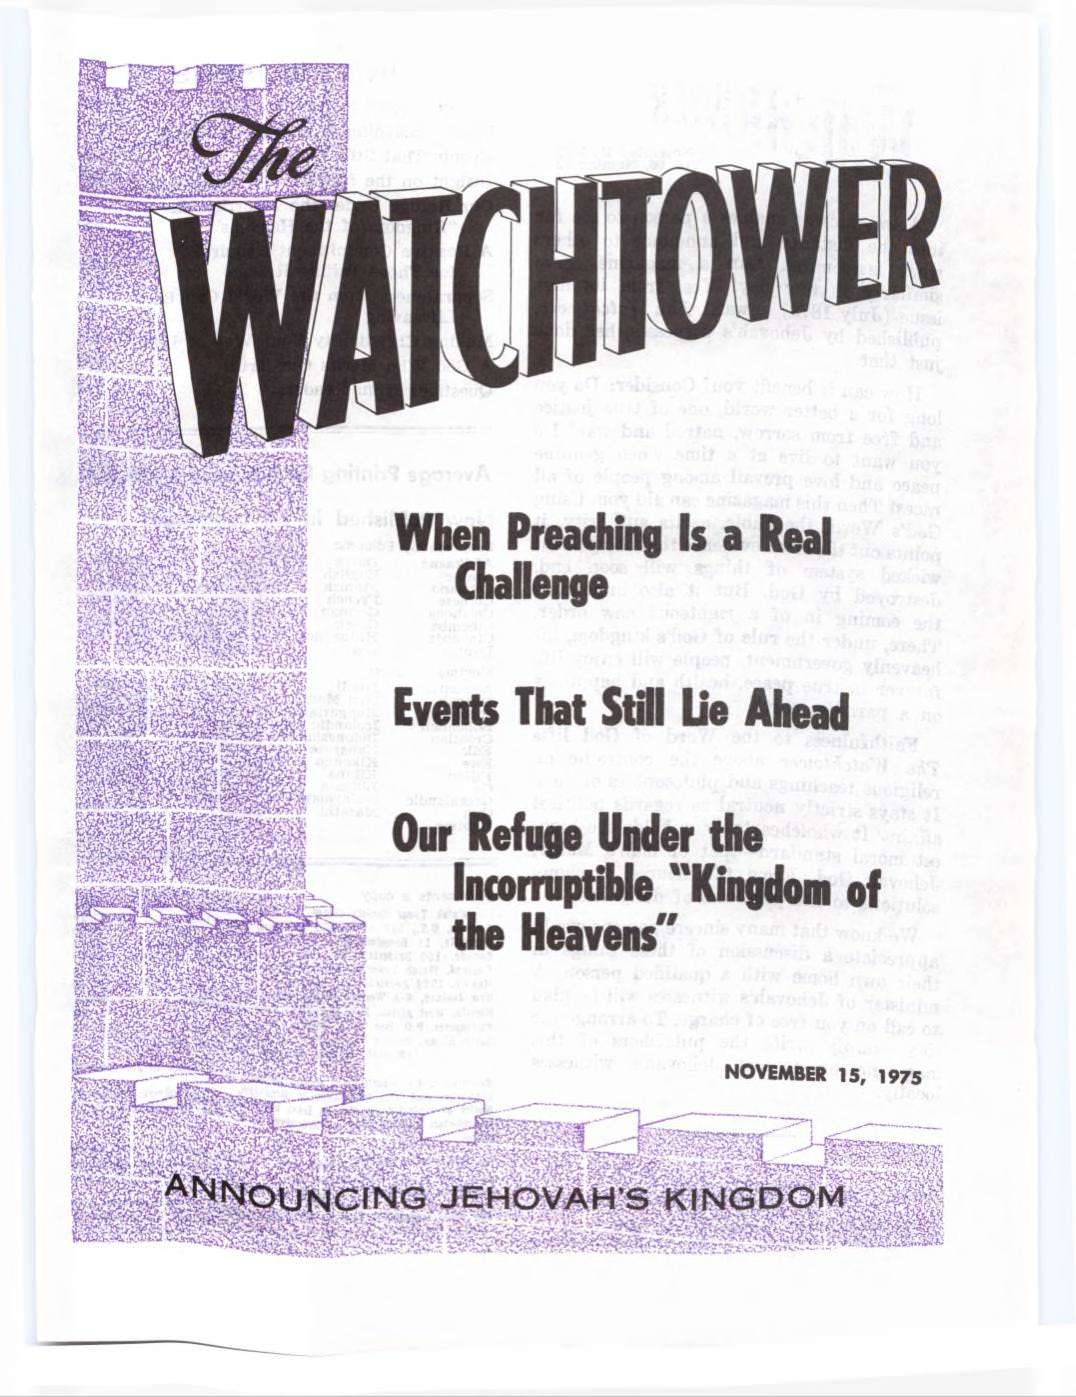 The
WATCHTOWER
When Preaching Is a Real
Challenge
Events That Still Lie Ahead
Our Refuge Under the
Incorruptible "Kingdom of
the Heavens"
NOVEMBER 15, 1975
ANNOUNCING JEHOVAH'S KINGDOM